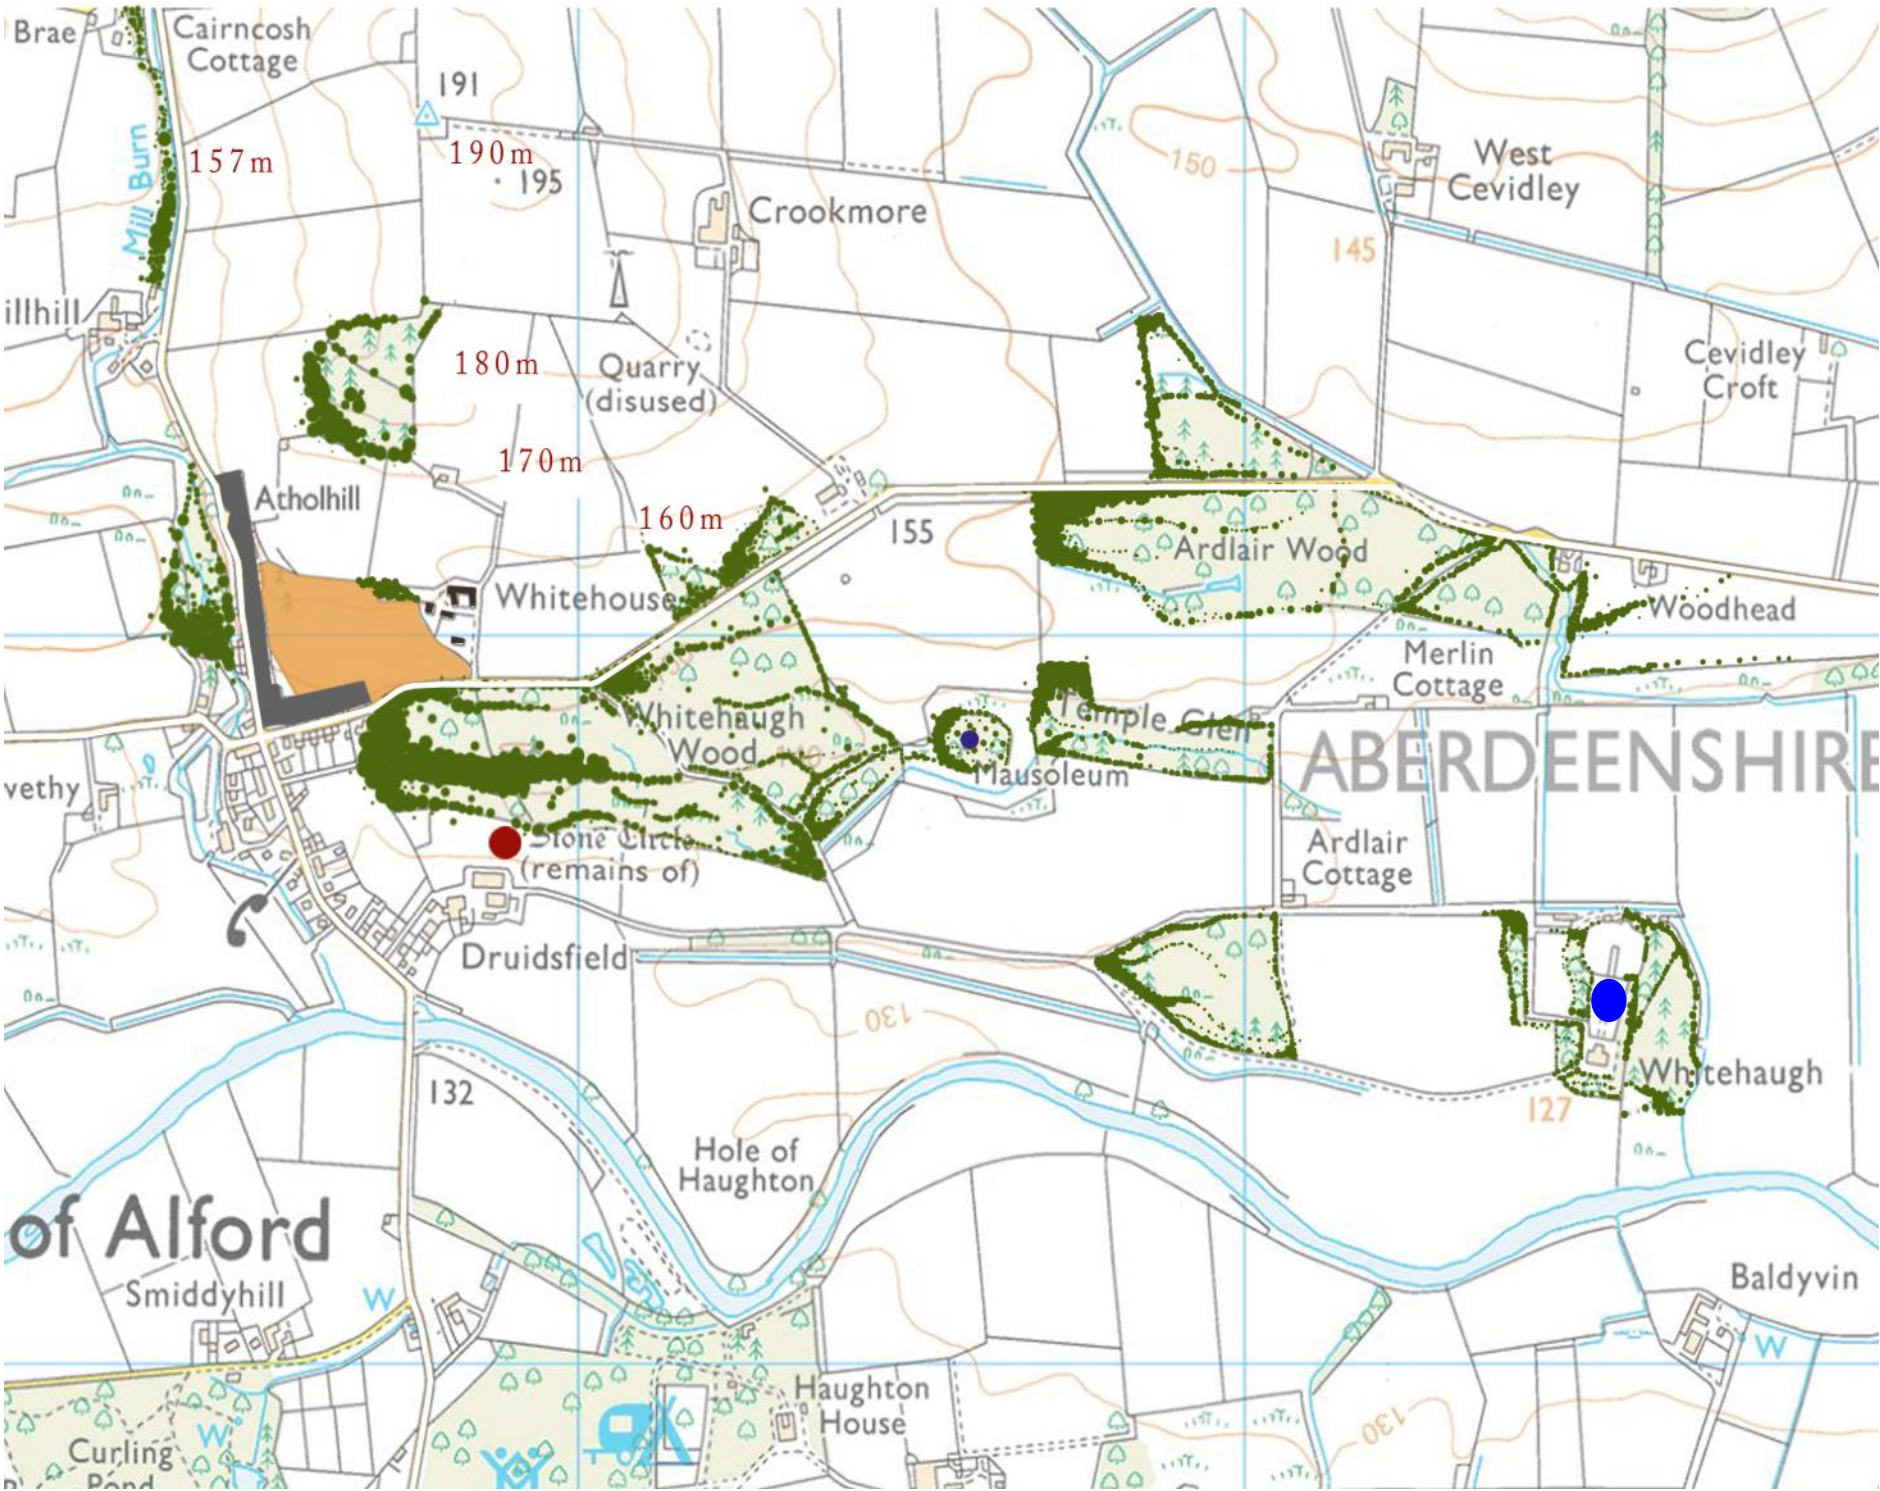 Brae
Cairncosh
Cottage
191
Mill Burn
157m
190m
195
Crookmore
150
West
Cevidley
145
illhill
180m
Quarry
(disused)
Cevidley
Croft
170m
Atholhill
160m
155
Ardlair Wood
Whitehouse
Woodhead
Merlin
Cottage
Whitehaugh
Wood
Temple Glen
Mausoleum
ABERDEENSHIRE
vethy
Stone Circle
(remains of)
Ardlair
Cottage
Druidsfield
130
Whitehaugh
132
127
Hole of
Haughton
of Alford
Smiddyhill
W
Baldyvin
W
Haughton
House
W
Curling
Pond
130